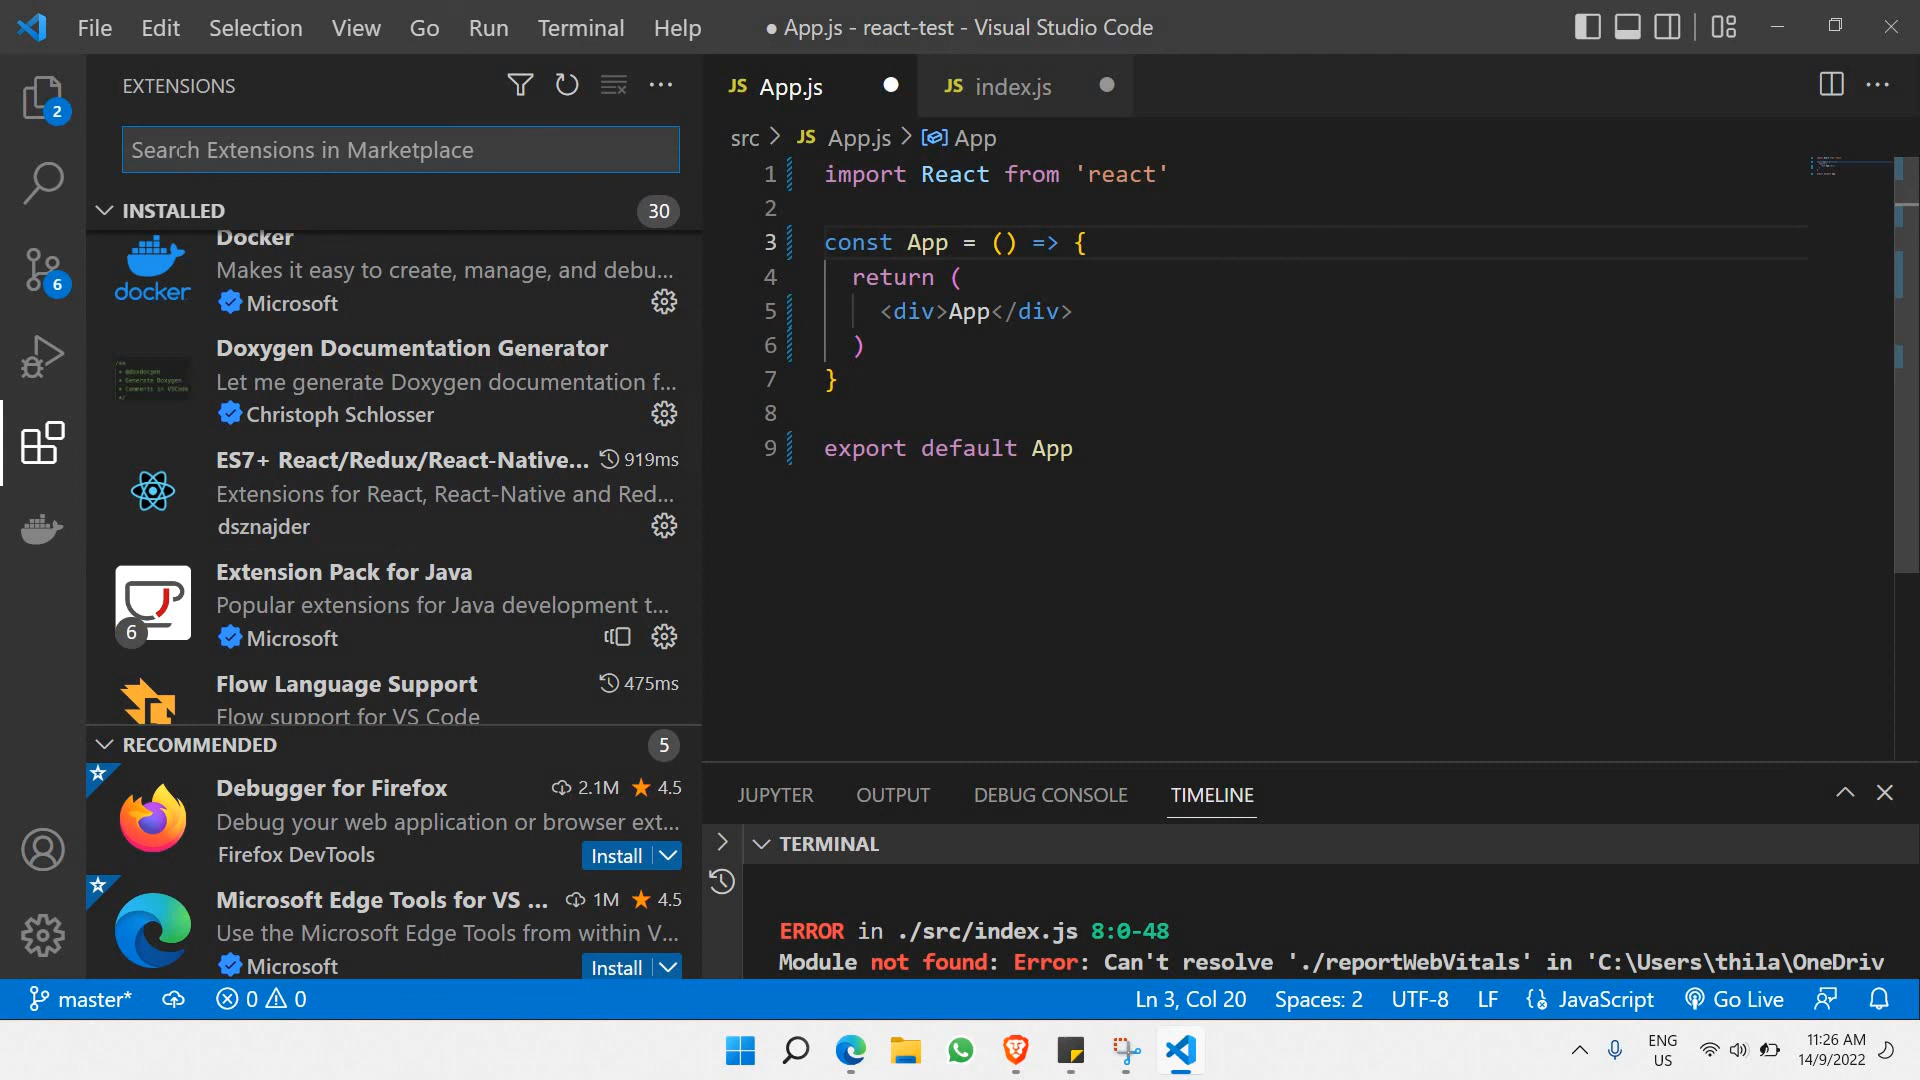 File Edit Selection View Go Run Terminal Help
● App.js - react-test - Visual Studio Code
2
6
EXTENSIONS
Search Extensions in Marketplace
INSTALLED 30
Docker
Makes it easy to create, manage, and debu...
docker
Microsoft
Doxygen Documentation Generator
Let me generate Doxygen documentation f...
Christoph Schlosser
ES7+ React/Redux/React-Native... 919ms
Extensions for React, React-Native and Red...
dsznajder
Extension Pack for Java
Popular extensions for Java development t...
6
Microsoft
Flow Language Support 475ms
Flow support for VS Code
RECOMMENDED 5
Debugger for Firefox 2.1M 4.5
Debug your web application or browser ext...
Firefox DevTools Install
Microsoft Edge Tools for VS ... 1M 4.5
Use the Microsoft Edge Tools from within V...
Microsoft Install
JS App.js
JS index.js
src > JS App.js > App
1 import React from 'react'
2
3 const App = () => {
4 return (
5 <div>App</div>
6 )
7 }
8
9 export default App
JUPYTER OUTPUT DEBUG CONSOLE TIMELINE
TERMINAL
ERROR in ./src/index.js 8:0-48
Module not found: Error: Can't resolve './reportWebVitals' in 'C:\Users\thila\OneDriv
master* 0 0
Ln 3, Col 20 Spaces: 2 UTF-8 LF JavaScript Go Live
ENG
US
11:26 AM
14/9/2022